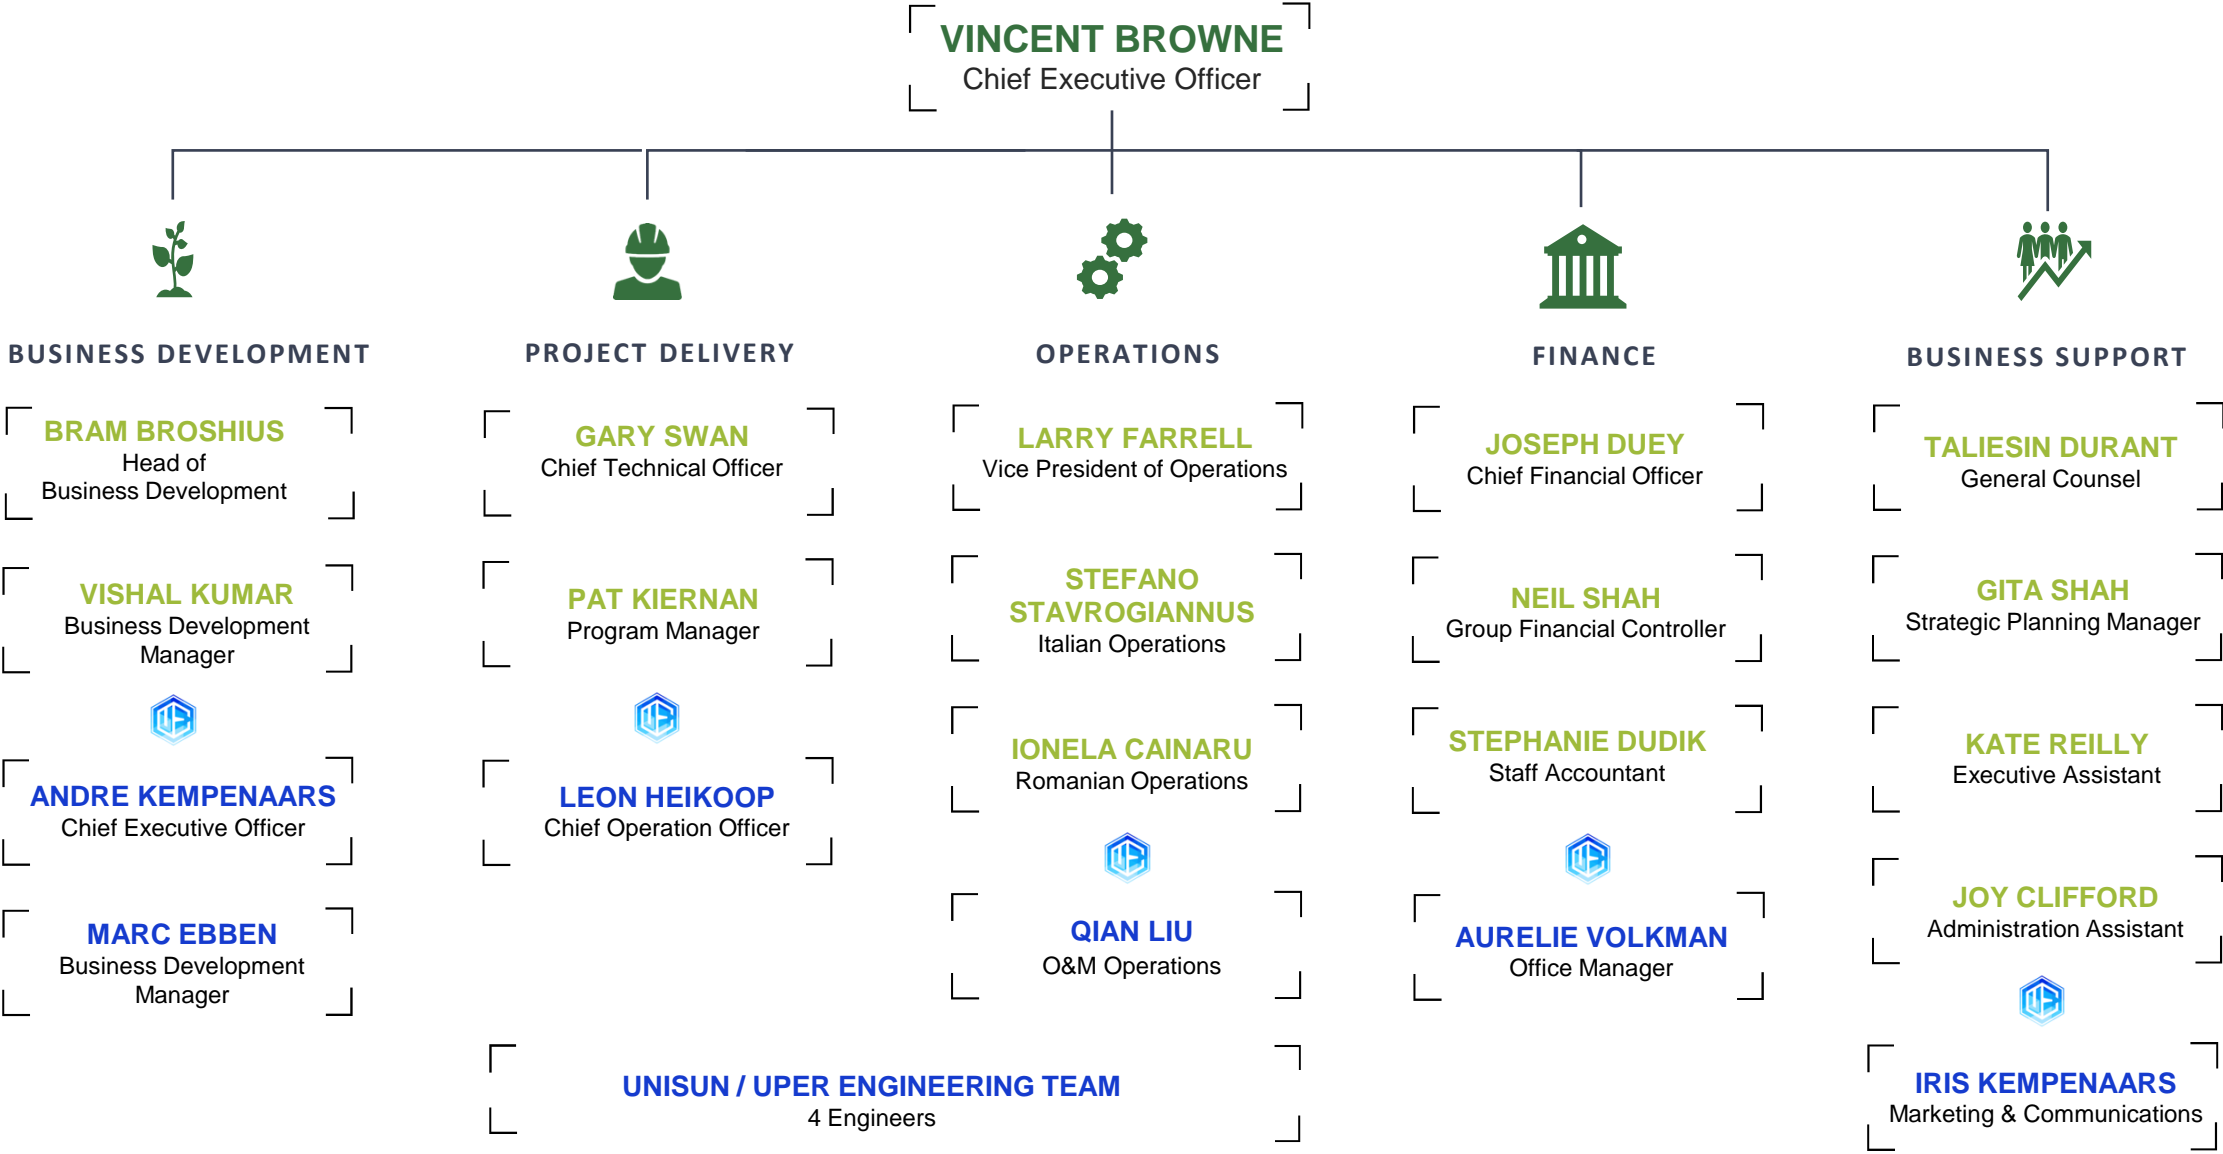 VINCENT BROWNE
Chief Executive Officer
BUSINESS DEVELOPMENT
BRAM BROSHIUS
Head of
Business Development
VISHAL KUMAR
Business Development
Manager
ANDRE KEMPENAARS
Chief Executive Officer
MARC EBBEN
Business Development
Manager
PROJECT DELIVERY
GARY SWAN
Chief Technical Officer
PAT KIERNAN
Program Manager
LEON HEIKOOP
Chief Operation Officer
OPERATIONS
LARRY FARRELL
Vice President of Operations
STEFANO
STAVROGIANNUS
Italian Operations
IONELA CAINARU
Romanian Operations
QIAN LIU
O&M Operations
UNISUN / UPER ENGINEERING TEAM
4 Engineers
FINANCE
JOSEPH DUEY
Chief Financial Officer
NEIL SHAH
Group Financial Controller
STEPHANIE DUDIK
Staff Accountant
AURELIE VOLKMAN
Office Manager
BUSINESS SUPPORT
TALIESIN DURANT
General Counsel
GITA SHAH
Strategic Planning Manager
KATE REILLY
Executive Assistant
JOY CLIFFORD
Administration Assistant
IRIS KEMPENAARS
Marketing & Communications